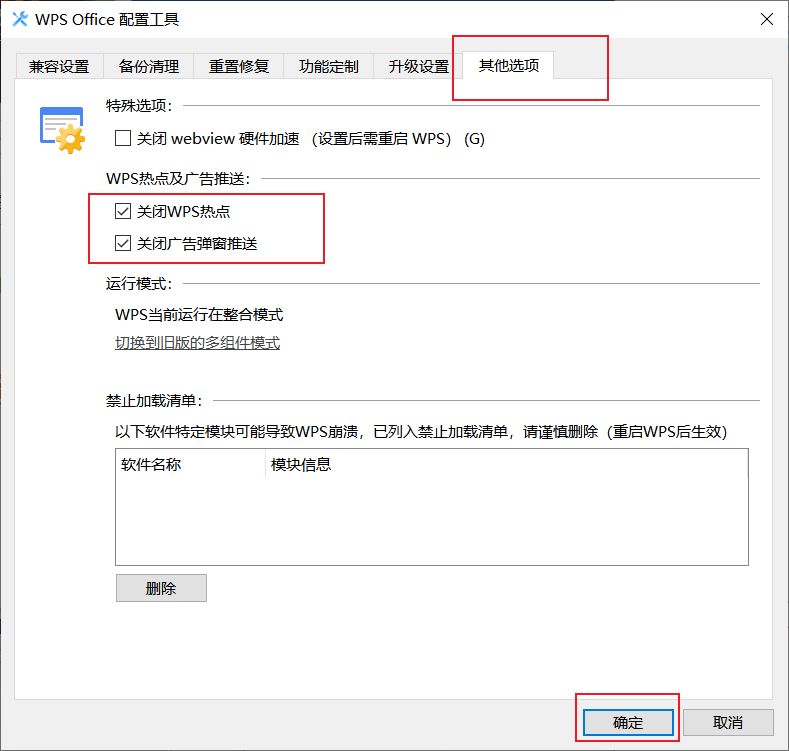 WPS Office 配置工具
兼容设置 备份清理 重置修复 功能定制 升级设置 其他选项
特殊选项：
关闭 webview 硬件加速 （设置后需重启 WPS） (G)
WPS热点及广告推送：
关闭WPS热点
关闭广告弹窗推送
运行模式：
WPS当前运行在整合模式
切换到旧版的多组件模式
禁止加载清单：
以下软件特定模块可能导致WPS崩溃，已列入禁止加载清单，请谨慎删除（重启WPS后生效）
软件名称 模块信息
删除
确定 取消